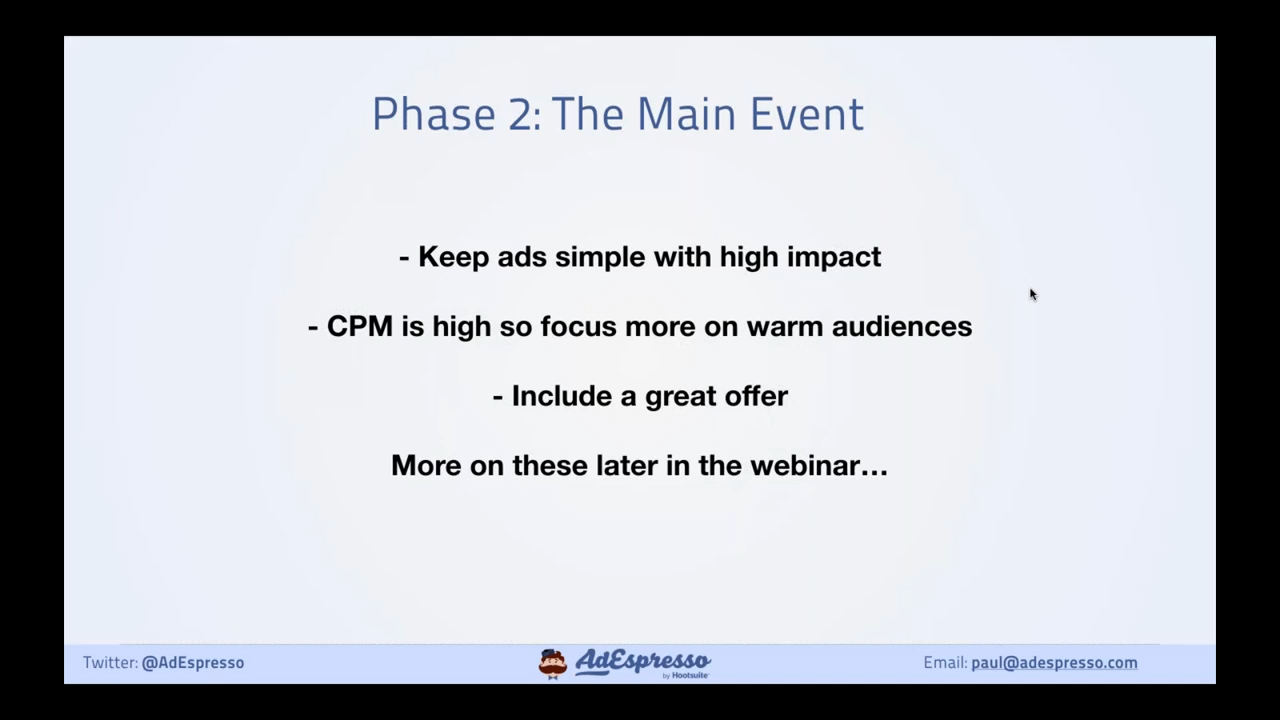 Phase 2: The Main Event
- Keep ads simple with high impact
- CPM is high so focus more on warm audiences
- Include a great offer
More on these later in the webinar...
Twitter: @AdEspresso
AdEspresso
by Hootsuite
Email: paul@adespresso.com